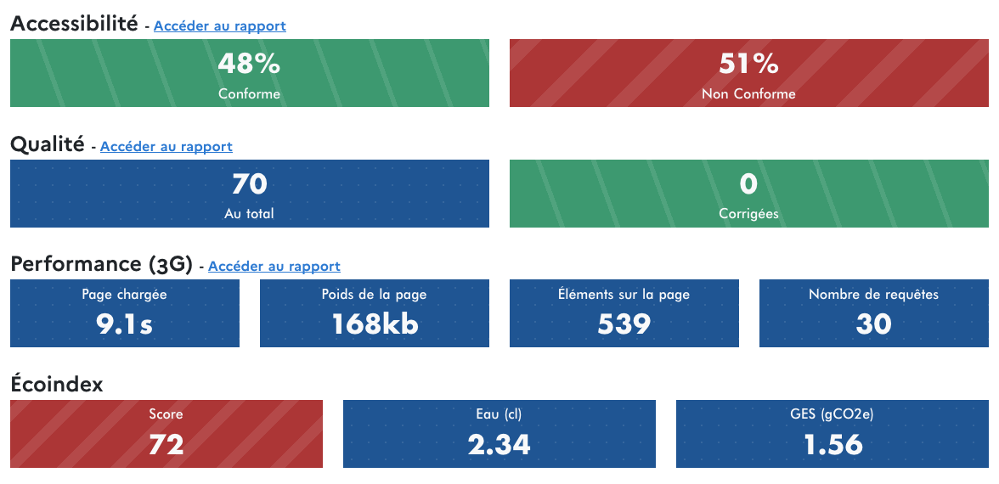 Accessibilité - Accéder au rapport
48%
Conforme
51%
Non Conforme
Qualité - Accéder au rapport
70
Au total
0
Corrigées
Performance (3G) - Accéder au rapport
Page chargée
9.1s
Poids de la page
168kb
Éléments sur la page
539
Nombre de requêtes
30
Écoindex
Score
72
Eau (cl)
2.34
GES (gCO2e)
1.56